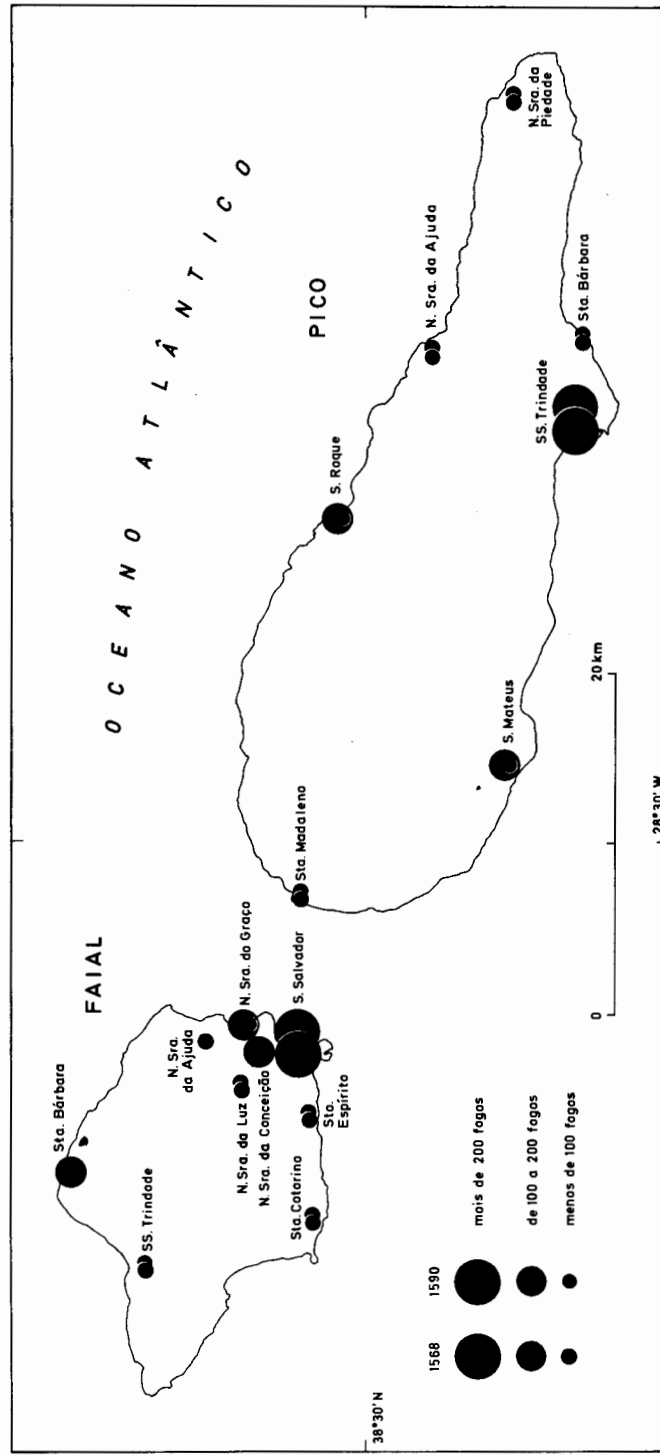 OCEANO ATLÂNTICO
FAIAL
PICO
Sta. Bárbara
SS. Trindade
N. Sra.
da Ajuda
N. Sra. do Graço
N. Sra. da Luz
N. Sra. da Conceição
S. Salvador
Sto.
Espírito
Sta. Catarino
Sta. Madaleno
S. Roque
N. Sra. da Ajuda
N. Sra. da
Piedade
Sta. Bárbara
SS. Trindade
S. Mateus
38°30' N
28°30' W
0
20 km
1568
1590
mais de 200 fogos
de 100 a 200 fogos
menos de 100 fogos